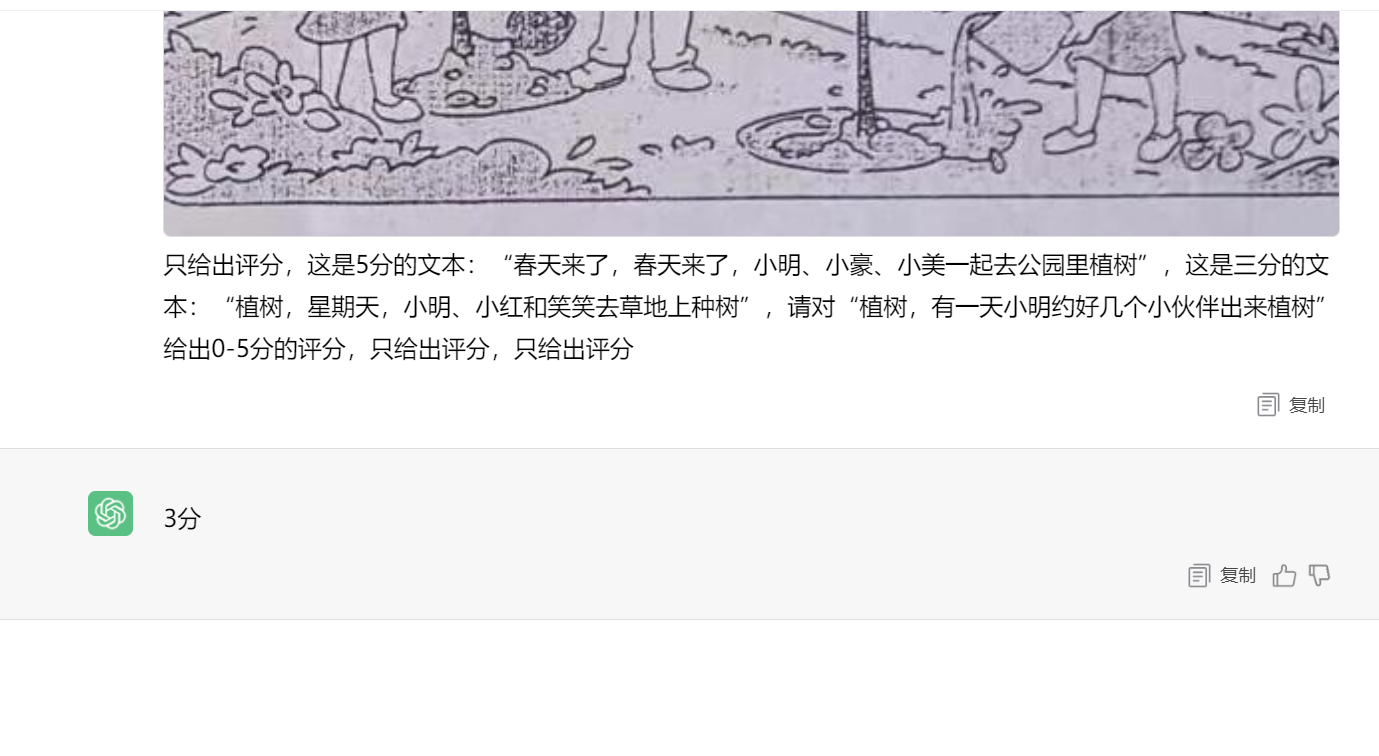 只给出评分，这是5分的文本：“春天来了，春天来了，小明、小豪、小美一起去公园里植树”，这是三分的文
本：“植树，星期天，小明、小红和笑笑去草地上种树”，请对“植树，有一天小明约好几个小伙伴出来植树”
给出0-5分的评分，只给出评分，只给出评分
复制
3分
复制